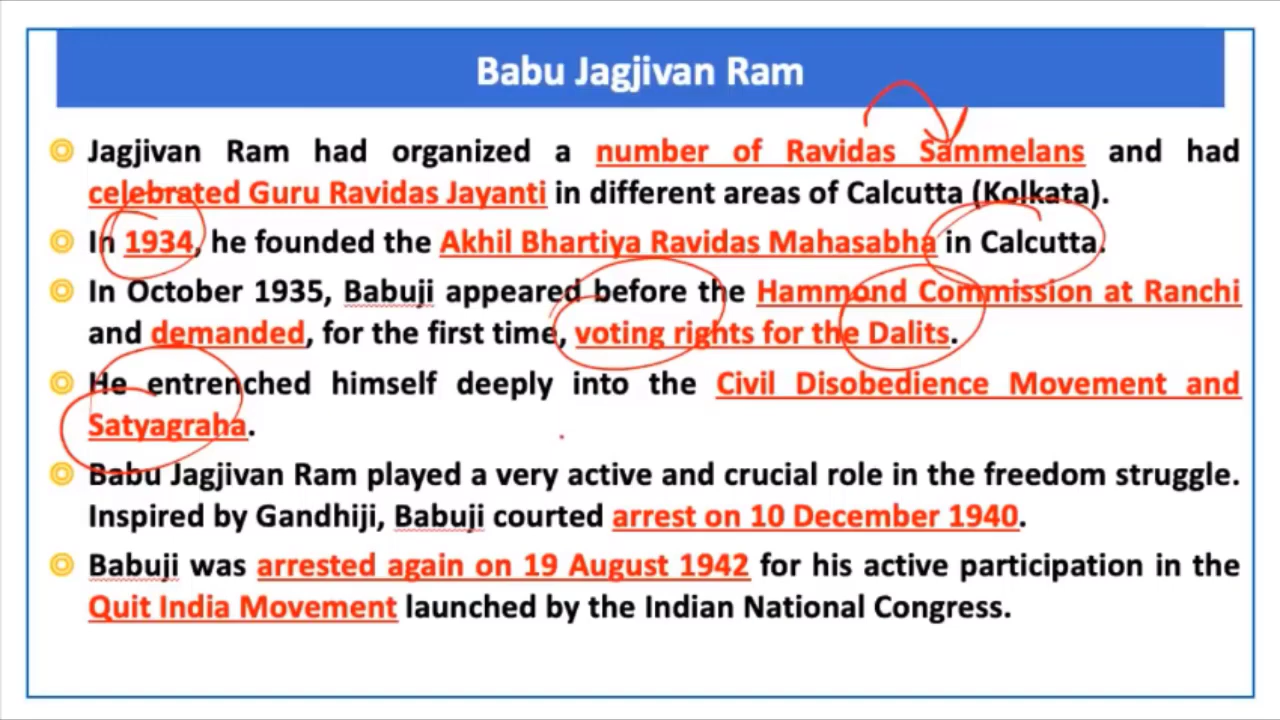 Babu Jagjivan Ram
Jagjivan Ram had organized a number of Ravidas Sammelans and had
celebrated Guru Ravidas Jayanti in different areas of Calcutta (Kolkata).
In 1934, he founded the Akhil Bhartiya Ravidas Mahasabha in Calcutta.
In October 1935, Babuji appeared before the Hammond Commission at Ranchi
and demanded, for the first time, voting rights for the Dalits.
He entrenched himself deeply into the Civil Disobedience Movement and
Satyagraha.
Babu Jagjivan Ram played a very active and crucial role in the freedom struggle.
Inspired by Gandhiji, Babuji courted arrest on 10 December 1940.
Babuji was arrested again on 19 August 1942 for his active participation in the
Quit India Movement launched by the Indian National Congress.